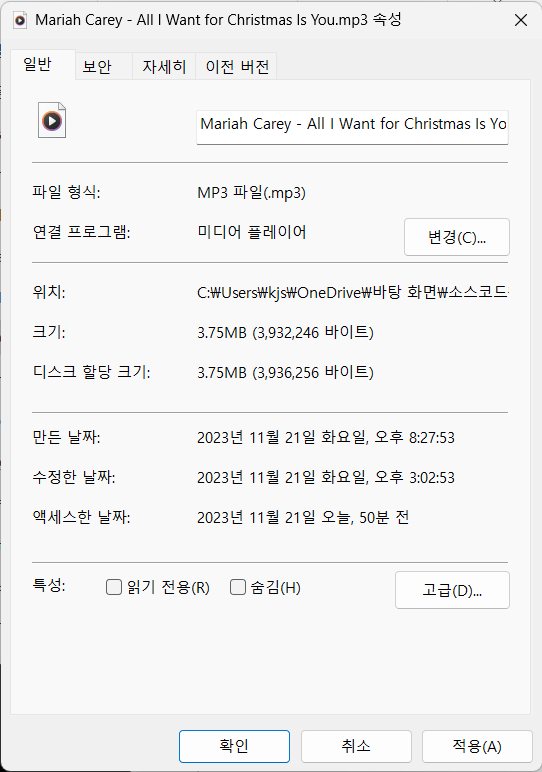 Mariah Carey - All I Want for Christmas Is You.mp3 속성
일반 보안 자세히 이전 버전
Mariah Carey - All I Want for Christmas Is Yo
파일 형식: MP3 파일(.mp3)
연결 프로그램: 미디어 플레이어 변경(C)...
위치: C:₩Users₩kjs₩OneDrive₩바탕 화면₩소스코드
크기: 3.75MB (3,932,246 바이트)
디스크 할당 크기: 3.75MB (3,936,256 바이트)
만든 날짜: 2023년 11월 21일 화요일, 오후 8:27:53
수정한 날짜: 2023년 11월 21일 화요일, 오후 3:02:53
액세스한 날짜: 2023년 11월 21일 오늘, 50분 전
특성: 읽기 전용(R) 숨김(H) 고급(D)...
확인 취소 적용(A)